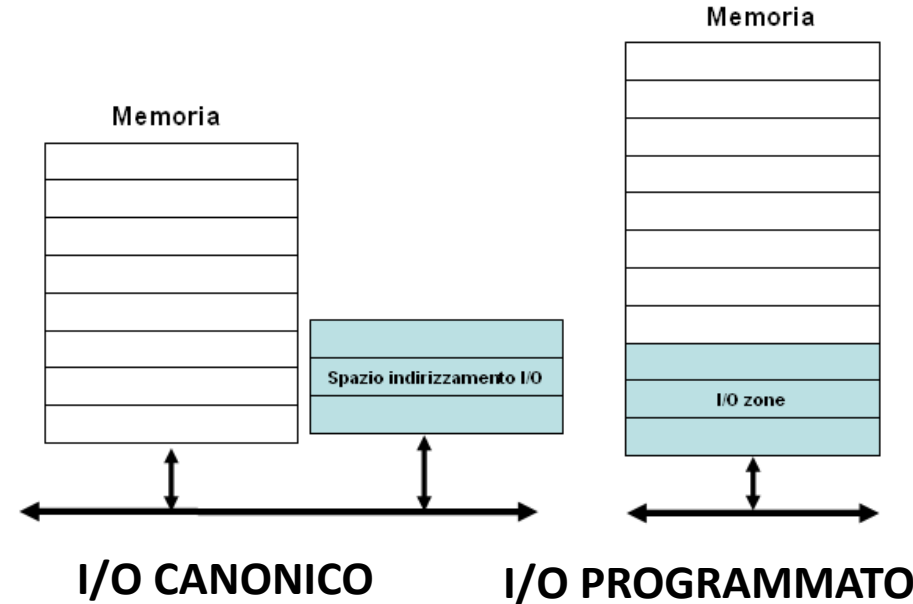 Memoria
Memoria
Spazio indirizzamento I/O
I/O zone
I/O CANONICO
I/O PROGRAMMATO